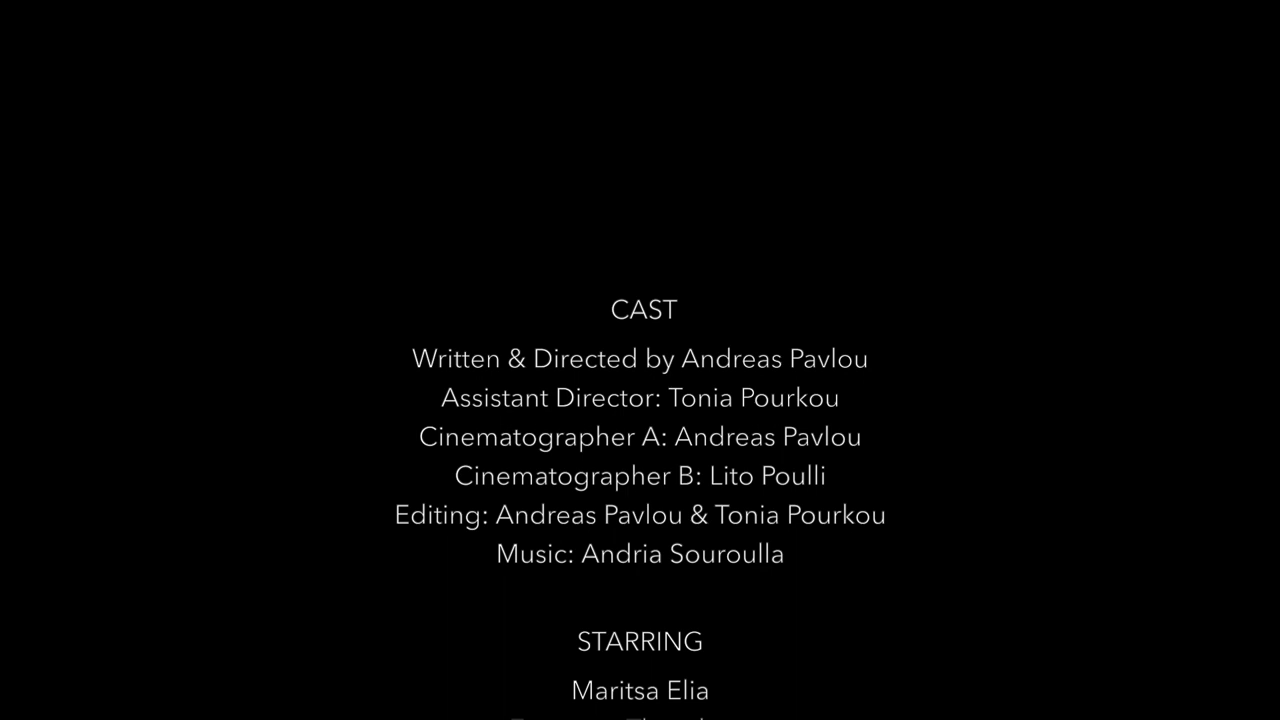 CAST
Written & Directed by Andreas Pavlou
Assistant Director: Tonia Pourkou
Cinematographer A: Andreas Pavlou
Cinematographer B: Lito Poulli
Editing: Andreas Pavlou & Tonia Pourkou
Music: Andria Souroulla
STARRING
Maritsa Elia